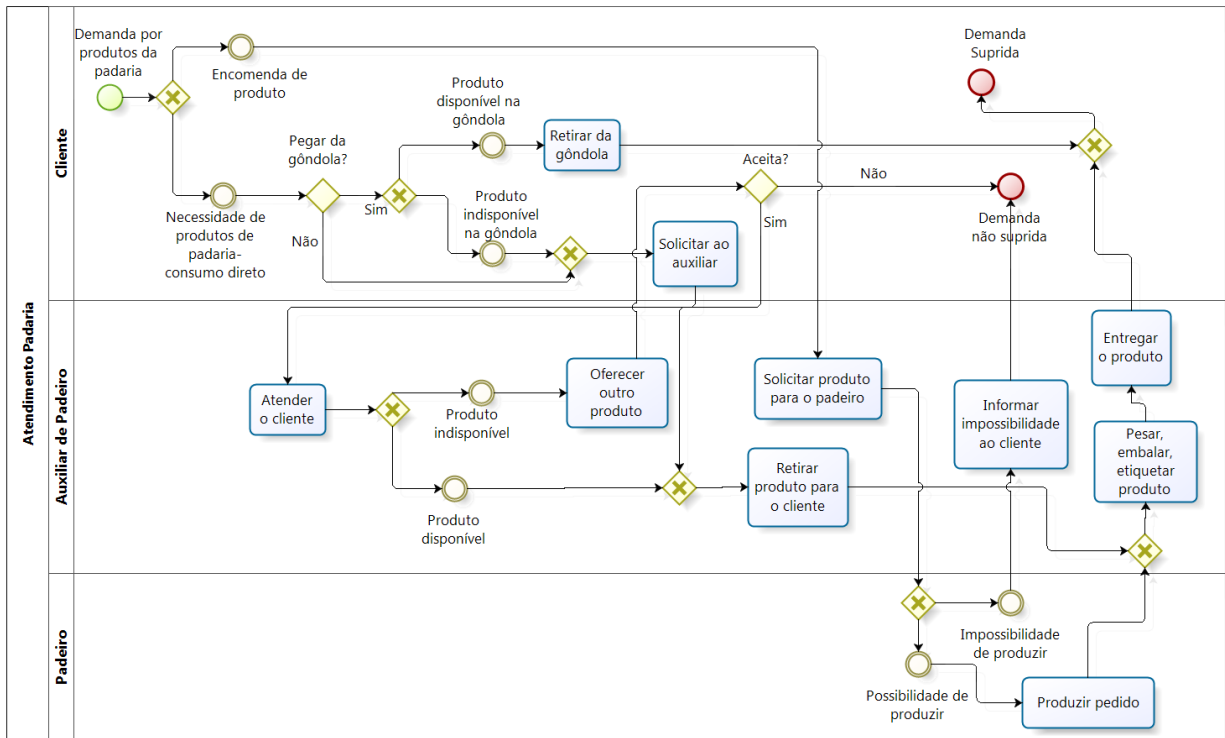 Atendimento Padaria
Cliente
Demanda por
produtos da
padaria
Encomenda de
produto
Necessidade de
produtos de
padaria-
consumo direto
Pegar da
gôndola?
Sim
Não
Produto
disponível na
gôndola
Retirar da
gôndola
Produto
indisponível
na gôndola
Solicitar ao
auxiliar
Aceita?
Não
Sim
Demanda
Suprida
Demanda
não suprida
Auxiliar de Padeiro
Atender
o cliente
Produto
indisponível
Oferecer
outro
produto
Produto
disponível
Retirar
produto para
o cliente
Solicitar produto
para o padeiro
Informar
impossibilidade
ao cliente
Entregar
o produto
Pesar,
embalar,
etiquetar
produto
Padeiro
Impossibilidade
de produzir
Possibilidade de
produzir
Produzir pedido